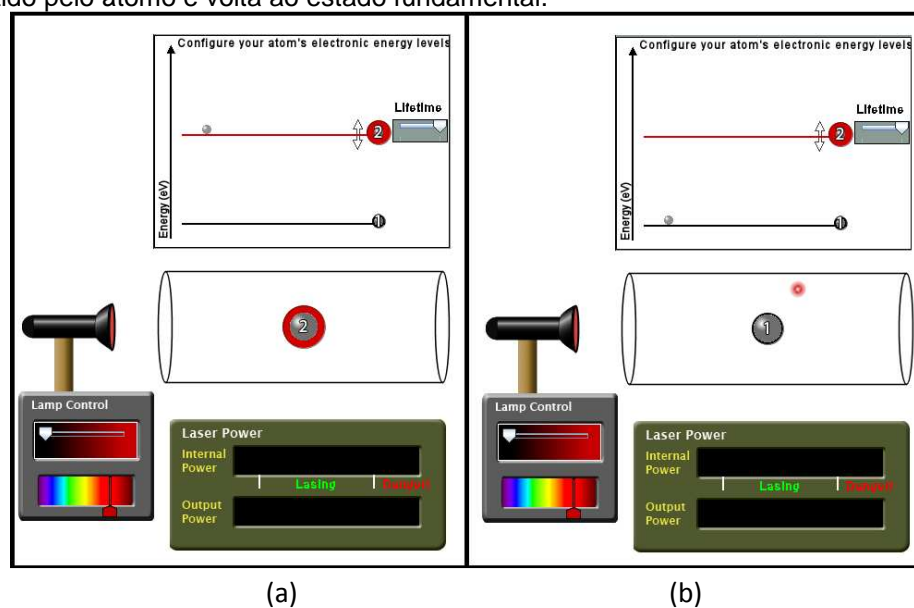 pelo átomo e volta ao estado fundamental.
Configure your atom's electronic energy levels
Energy (eV)
Lifetime
2
1
2
Lamp Control
Laser Power
Internal
Power
Lasing
Danger!
Output
Power
(a)
Configure your atom's electronic energy levels
Energy (eV)
Lifetime
2
1
1
Lamp Control
Laser Power
Internal
Power
Lasing
Danger!
Output
Power
(b)